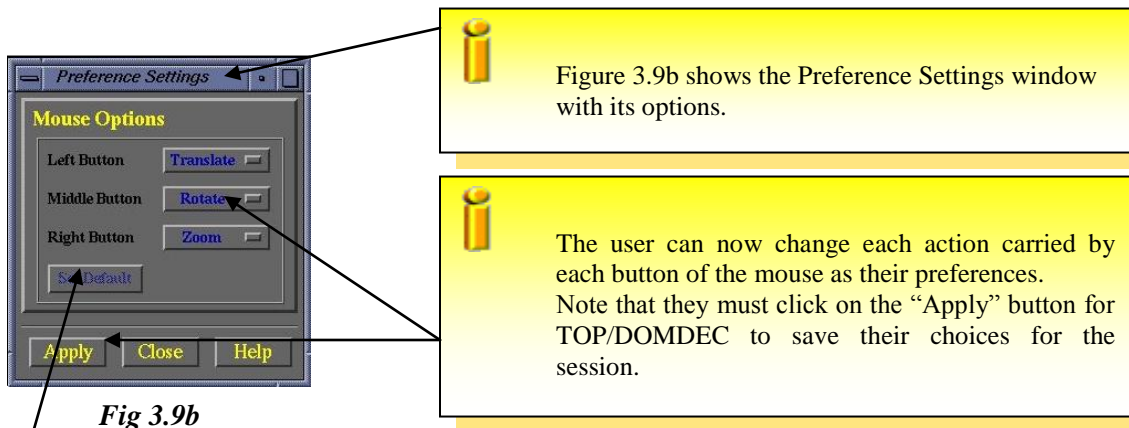 Preference Settings
Mouse Options
Left Button Translate
Middle Button Rotate
Right Button Zoom
Set Default
Apply Close Help
Fig 3.9b
Figure 3.9b shows the Preference Settings window
with its options.
The user can now change each action carried by
each button of the mouse as their preferences.
Note that they must click on the “Apply” button for
TOP/DOMDEC to save their choices for the
session.